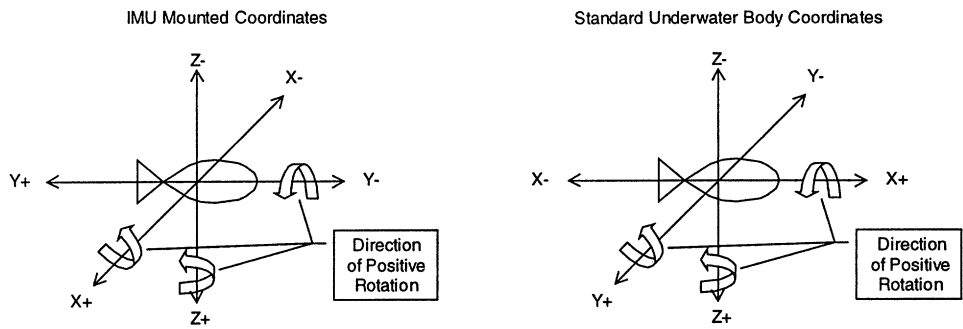 IMU Mounted Coordinates
Z-
X-
Y+
Y-
X+
Z+
Direction
of Positive
Rotation
Standard Underwater Body Coordinates
Z-
Y-
X-
X+
Y+
Z+
Direction
of Positive
Rotation